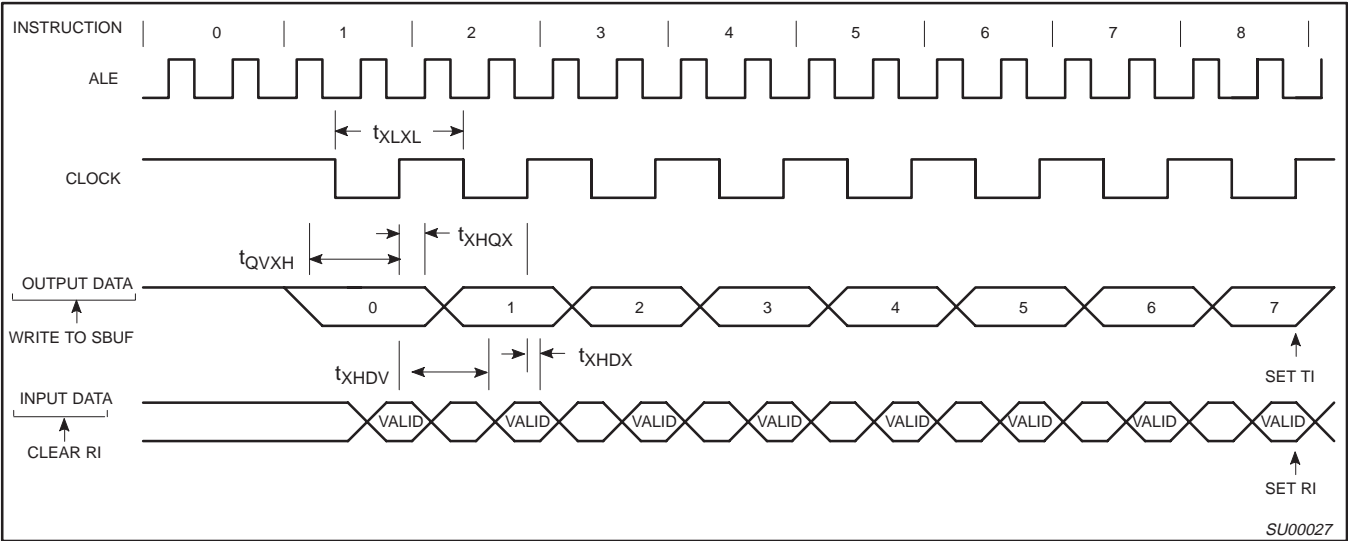 INSTRUCTION 0 1 2 3 4 5 6 7 8
ALE
tXLXL
CLOCK
tXHQX
tQVXH
OUTPUT DATA
0 1 2 3 4 5 6 7
WRITE TO SBUF
tXHDX
tXHDV
SET TI
INPUT DATA
VALID VALID VALID VALID VALID VALID VALID VALID
CLEAR RI
SET RI
SU00027